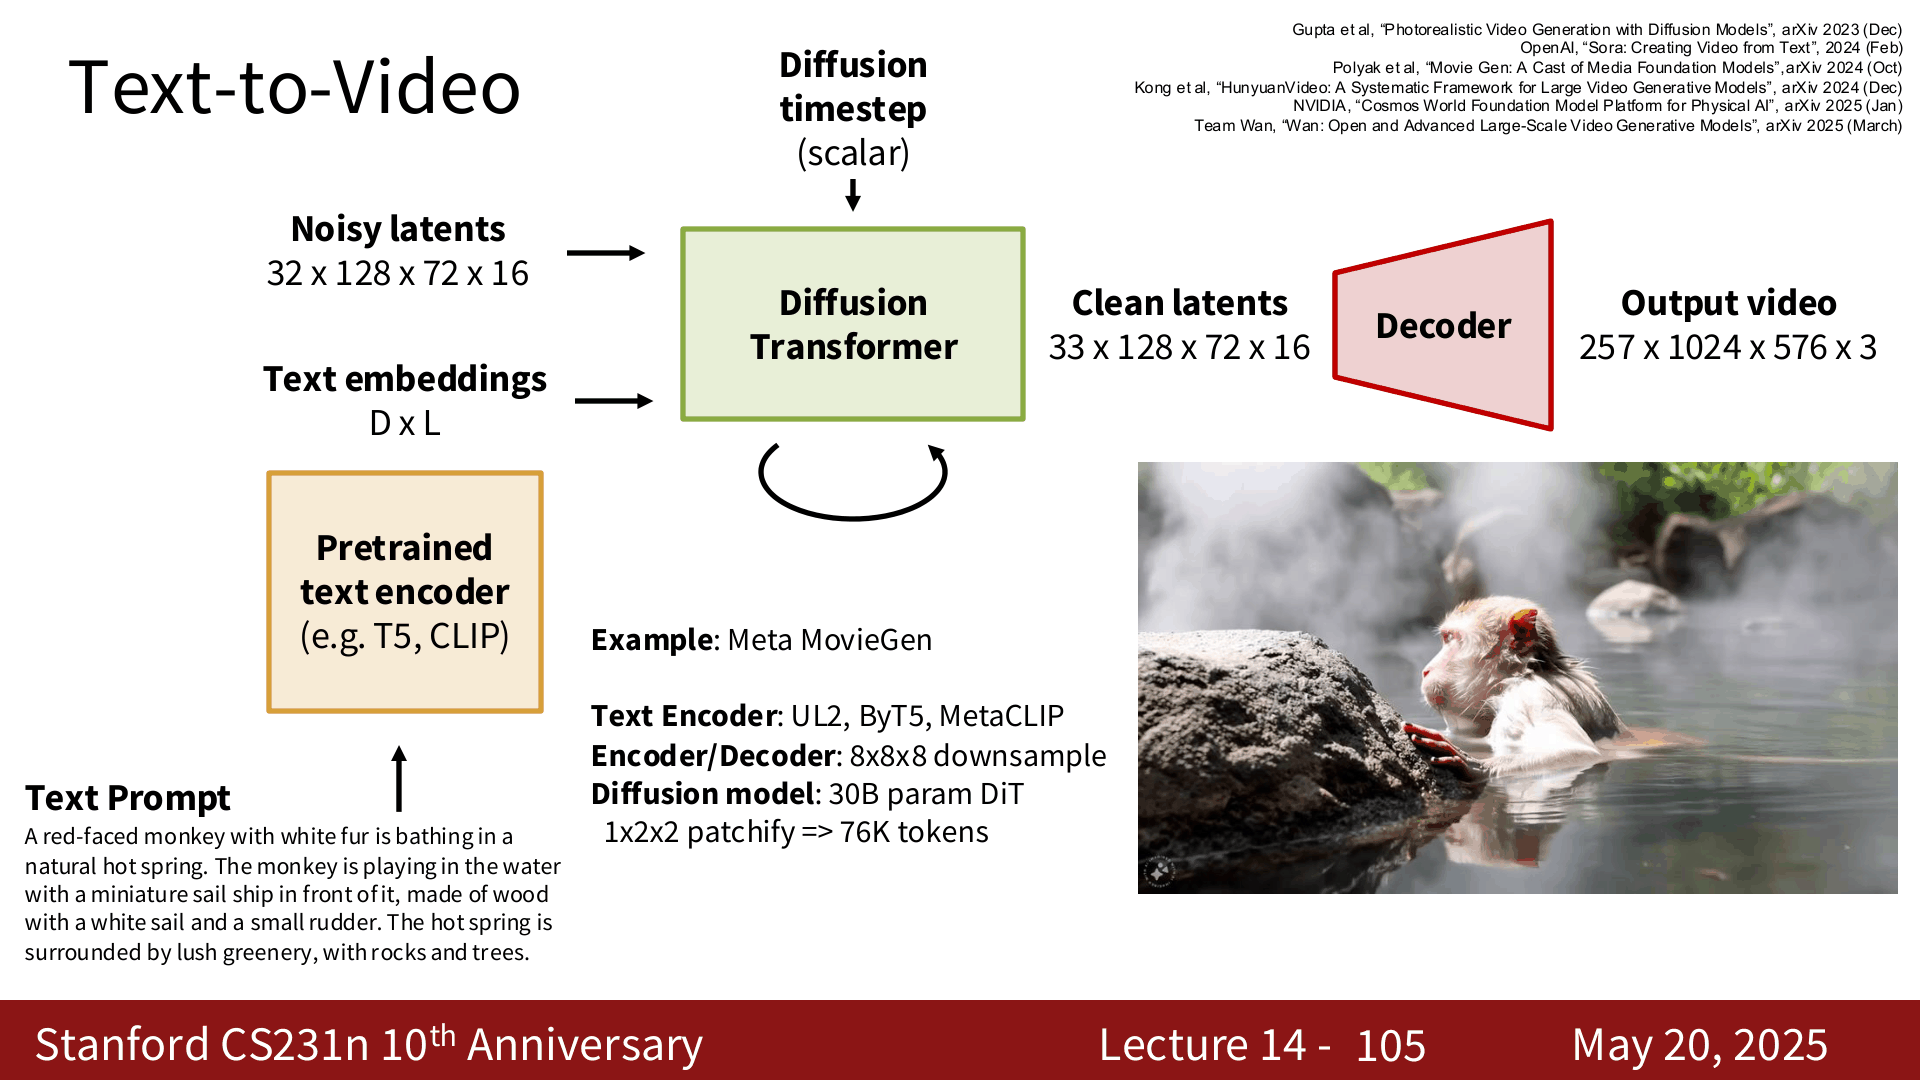 Text-to-Video
Gupta et al, “Photorealistic Video Generation with Diffusion Models”, arXiv 2023 (Dec)
OpenAI, “Sora: Creating Video from Text”, 2024 (Feb)
Polyak et al, “Movie Gen: A Cast of Media Foundation Models”, arXiv 2024 (Oct)
Kong et al, “HunyuanVideo: A Systematic Framework for Large Video Generative Models”, arXiv 2024 (Dec)
NVIDIA, “Cosmos World Foundation Model Platform for Physical AI”, arXiv 2025 (Jan)
Team Wan, “Wan: Open and Advanced Large-Scale Video Generative Models”, arXiv 2025 (March)
Diffusion
timestep
(scalar)
Noisy latents
32 x 128 x 72 x 16
Text embeddings
D x L
Diffusion
Transformer
Clean latents
33 x 128 x 72 x 16
Decoder
Output video
257 x 1024 x 576 x 3
Pretrained
text encoder
(e.g. T5, CLIP)
Example: Meta MovieGen
Text Encoder: UL2, ByT5, MetaCLIP
Encoder/Decoder: 8x8x8 downsample
Diffusion model: 30B param DiT
1x2x2 patchify => 76K tokens
Text Prompt
A red-faced monkey with white fur is bathing in a
natural hot spring. The monkey is playing in the water
with a miniature sail ship in front of it, made of wood
with a white sail and a small rudder. The hot spring is
surrounded by lush greenery, with rocks and trees.
Stanford CS231n 10th Anniversary
Lecture 14 - 105
May 20, 2025